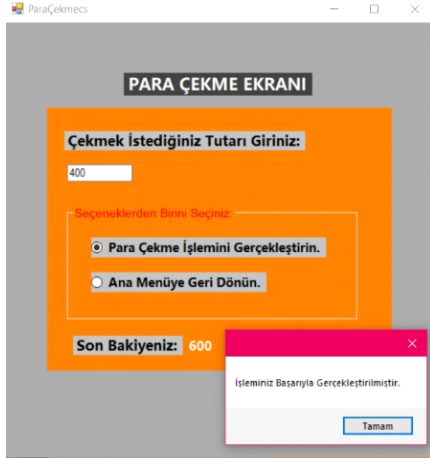 ParaÇekmecs
PARA ÇEKME EKRANI
Çekmek İstediğiniz Tutarı Giriniz:
400
Seçeneklerden Birini Seçiniz.
Para Çekme İşlemini Gerçekleştirin.
Ana Menüye Geri Dönün.
Son Bakiyeniz: 600
İşleminiz Başarıyla Gerçekleştirilmiştir.
Tamam